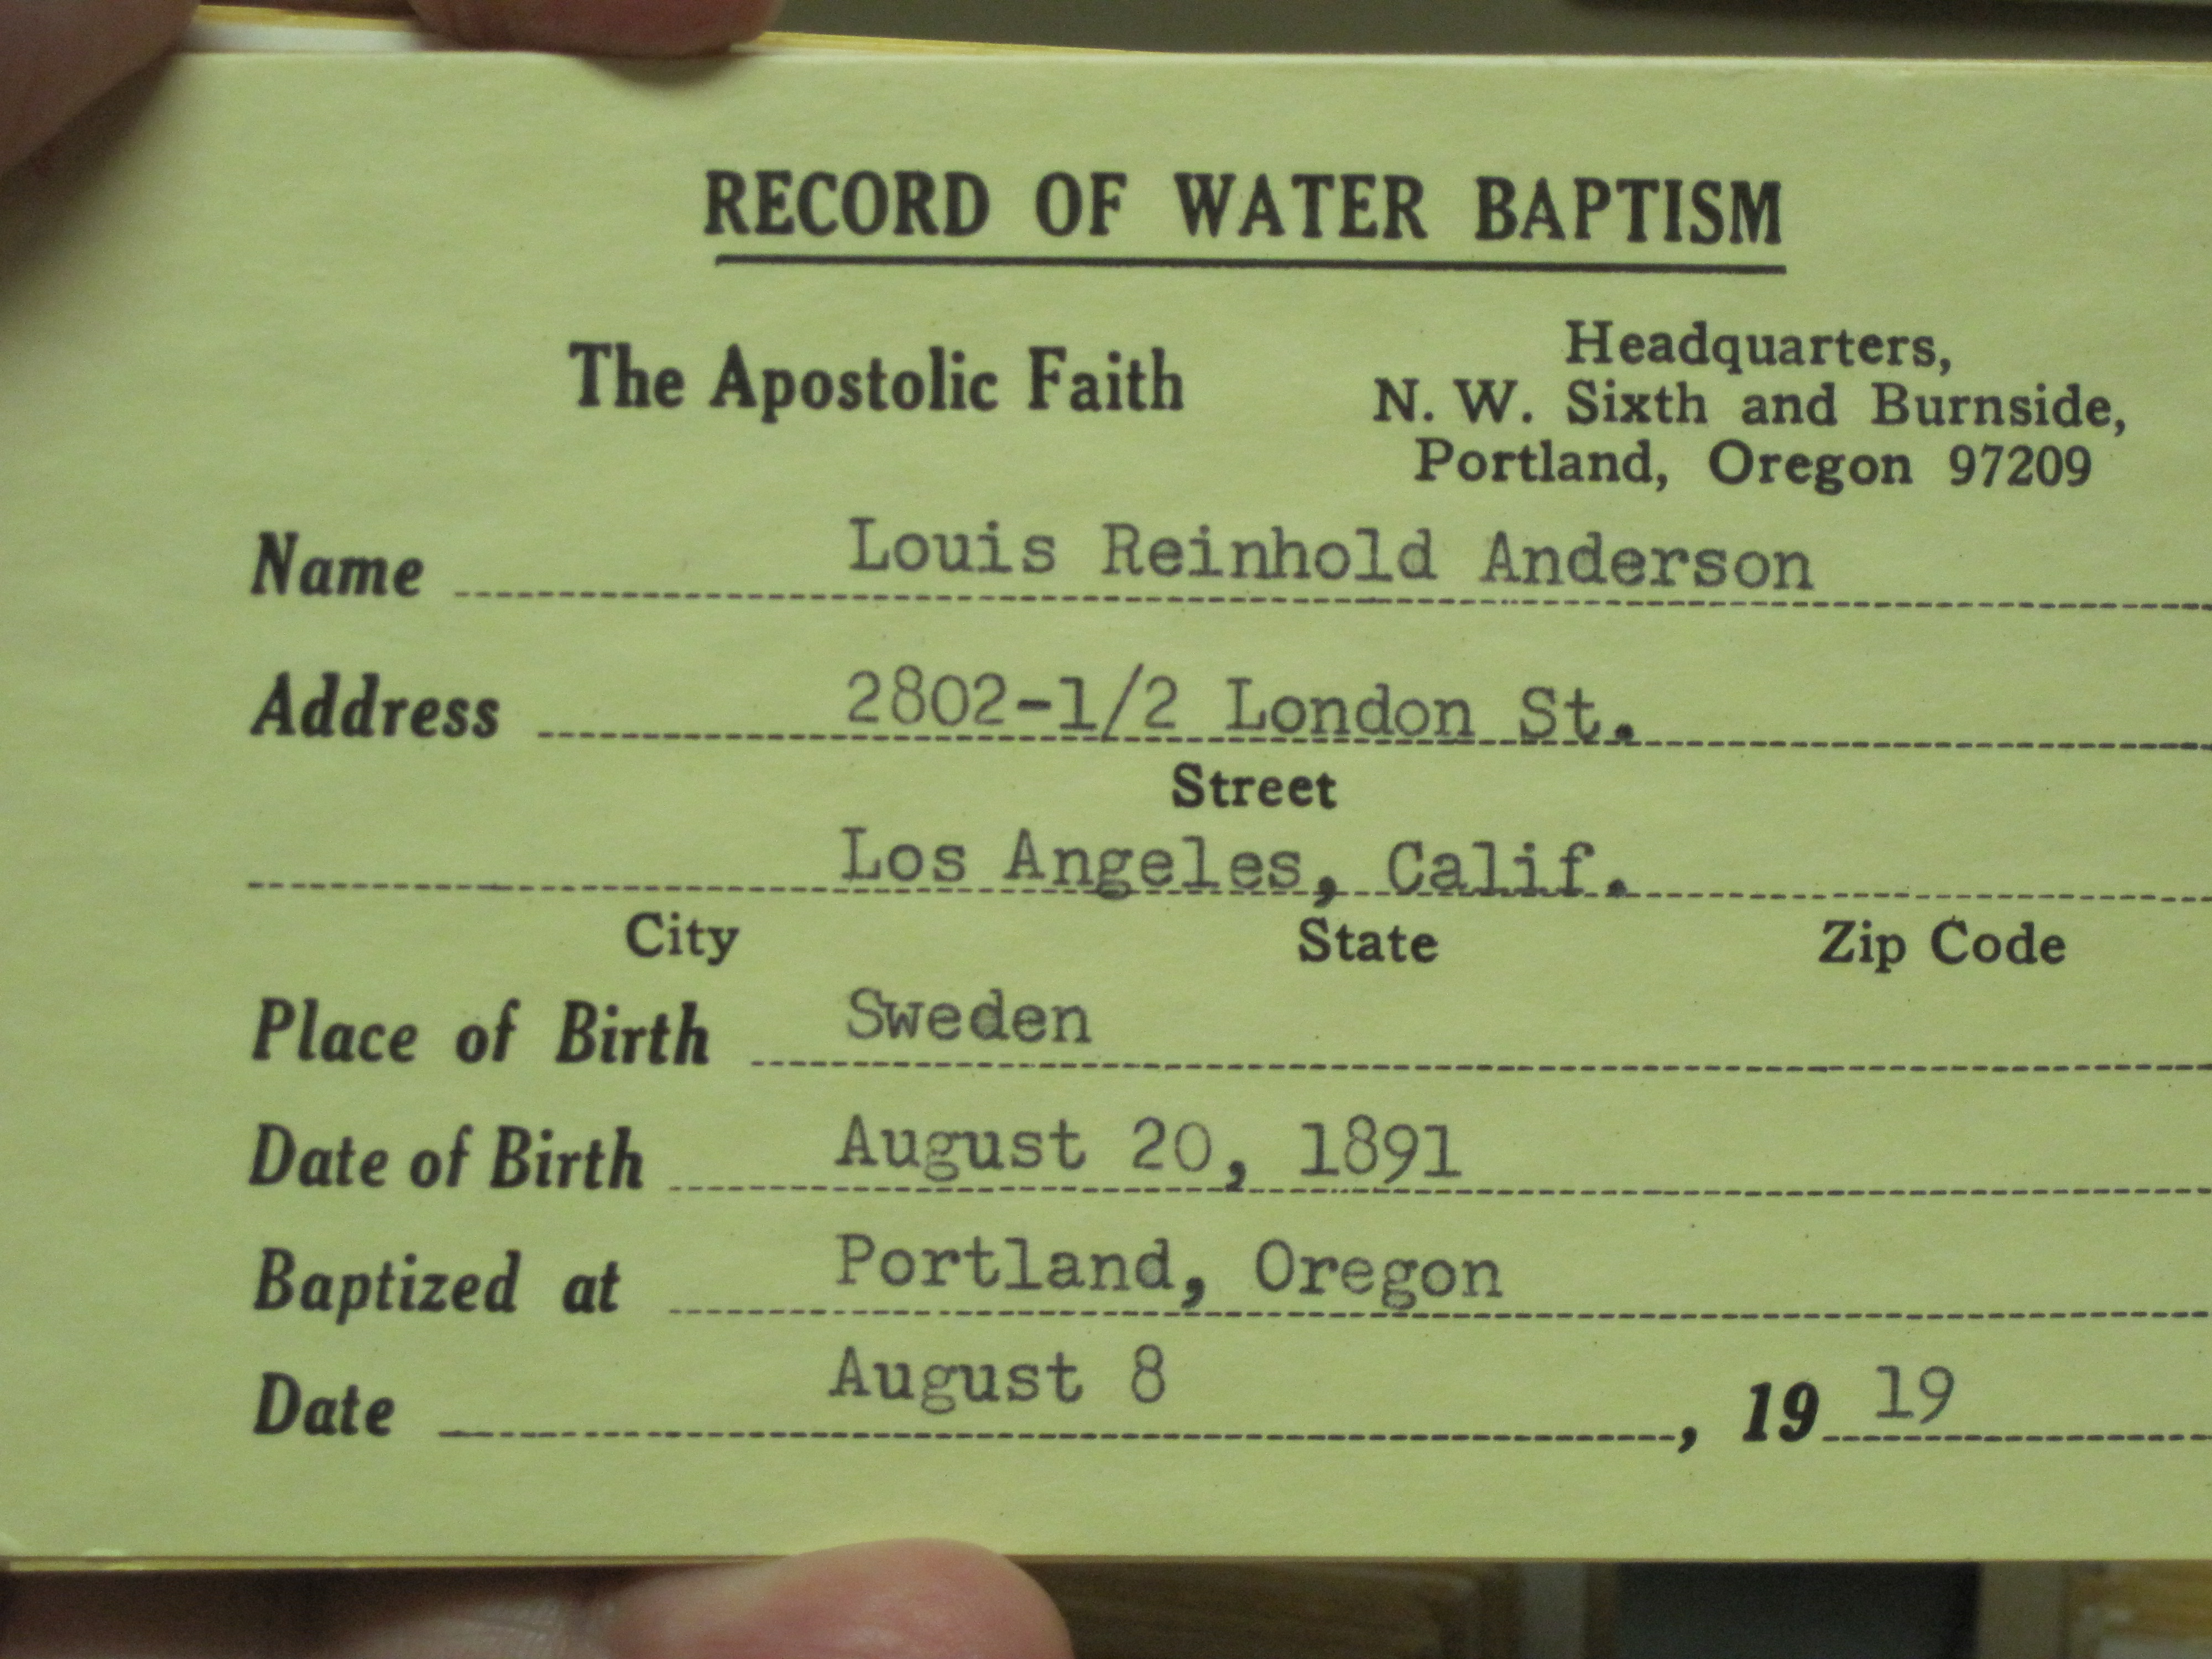 RECORD OF WATER BAPTISM
The Apostolic Faith
Headquarters,
N. W. Sixth and Burnside,
Portland, Oregon 97209
Name Louis Reinhold Anderson
Address 2802-1/2 London St.
Street
Los Angeles, Calif.
City State Zip Code
Place of Birth Sweden
Date of Birth August 20, 1891
Baptized at Portland, Oregon
Date August 8, 19 19